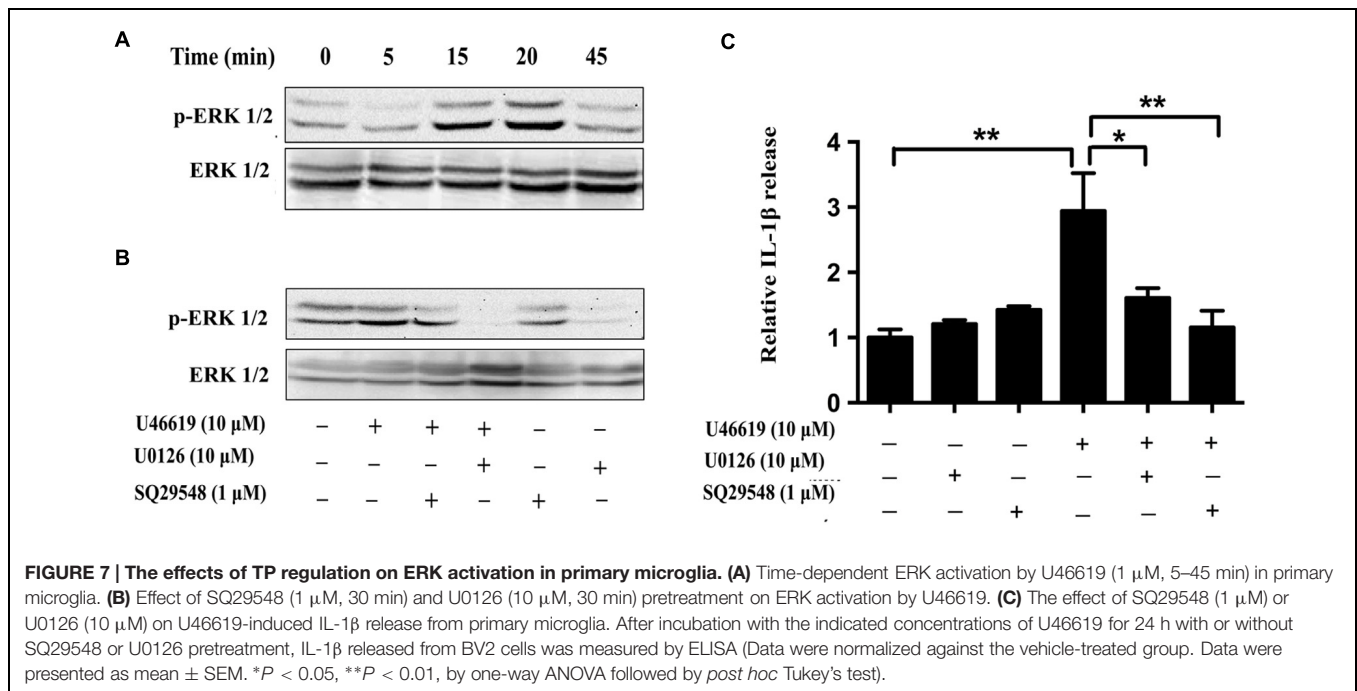 A
Time (min) 0 5 15 20 45
p-ERK 1/2
ERK 1/2
B
p-ERK 1/2
ERK 1/2
U46619 (10 μM) – + + + – –
U0126 (10 μM) – – – + – +
SQ29548 (1 μM) – – + – + –
C
**
**
*
Relative IL-1β release
4
3
2
1
0
U46619 (10 μM) – – – + + +
U0126 (10 μM) – + – – + –
SQ29548 (1 μM) – – + – – +
FIGURE 7 | The effects of TP regulation on ERK activation in primary microglia. (A) Time-dependent ERK activation by U46619 (1 μM, 5–45 min) in primary
microglia. (B) Effect of SQ29548 (1 μM, 30 min) and U0126 (10 μM, 30 min) pretreatment on ERK activation by U46619. (C) The effect of SQ29548 (1 μM) or
U0126 (10 μM) on U46619-induced IL-1β release from primary microglia. After incubation with the indicated concentrations of U46619 for 24 h with or without
SQ29548 or U0126 pretreatment, IL-1β released from BV2 cells was measured by ELISA (Data were normalized against the vehicle-treated group. Data were
presented as mean ± SEM. *P < 0.05, **P < 0.01, by one-way ANOVA followed by post hoc Tukey's test).